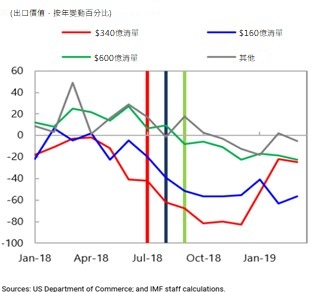 (出口價值，按年變動百分比)
$340億清單
$160億清單
$600億清單
其他
60
40
20
0
-20
-40
-60
-80
-100
Jan-18
Apr-18
Jul-18
Oct-18
Jan-19
Sources: US Department of Commerce; and IMF staff calculations.